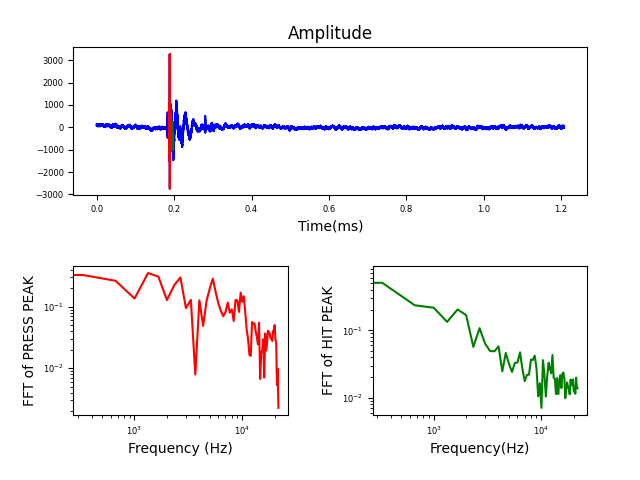 Amplitude
3000
2000
1000
0
−1000
−2000
−3000
0.0 0.2 0.4 0.6 0.8 1.0 1.2
Time(ms)
FFT of PRESS PEAK
10⁻¹
10⁻²
10³ 10⁴
Frequency (Hz)
FFT of HIT PEAK
10⁻¹
10⁻²
10³ 10⁴
Frequency(Hz)